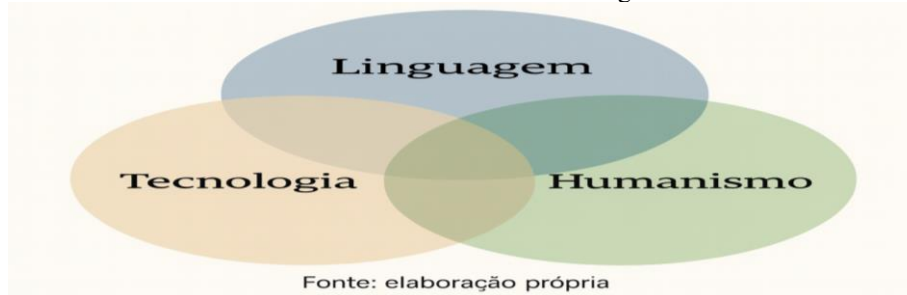 Linguagem
Tecnologia
Humanismo
Fonte: elaboração própria